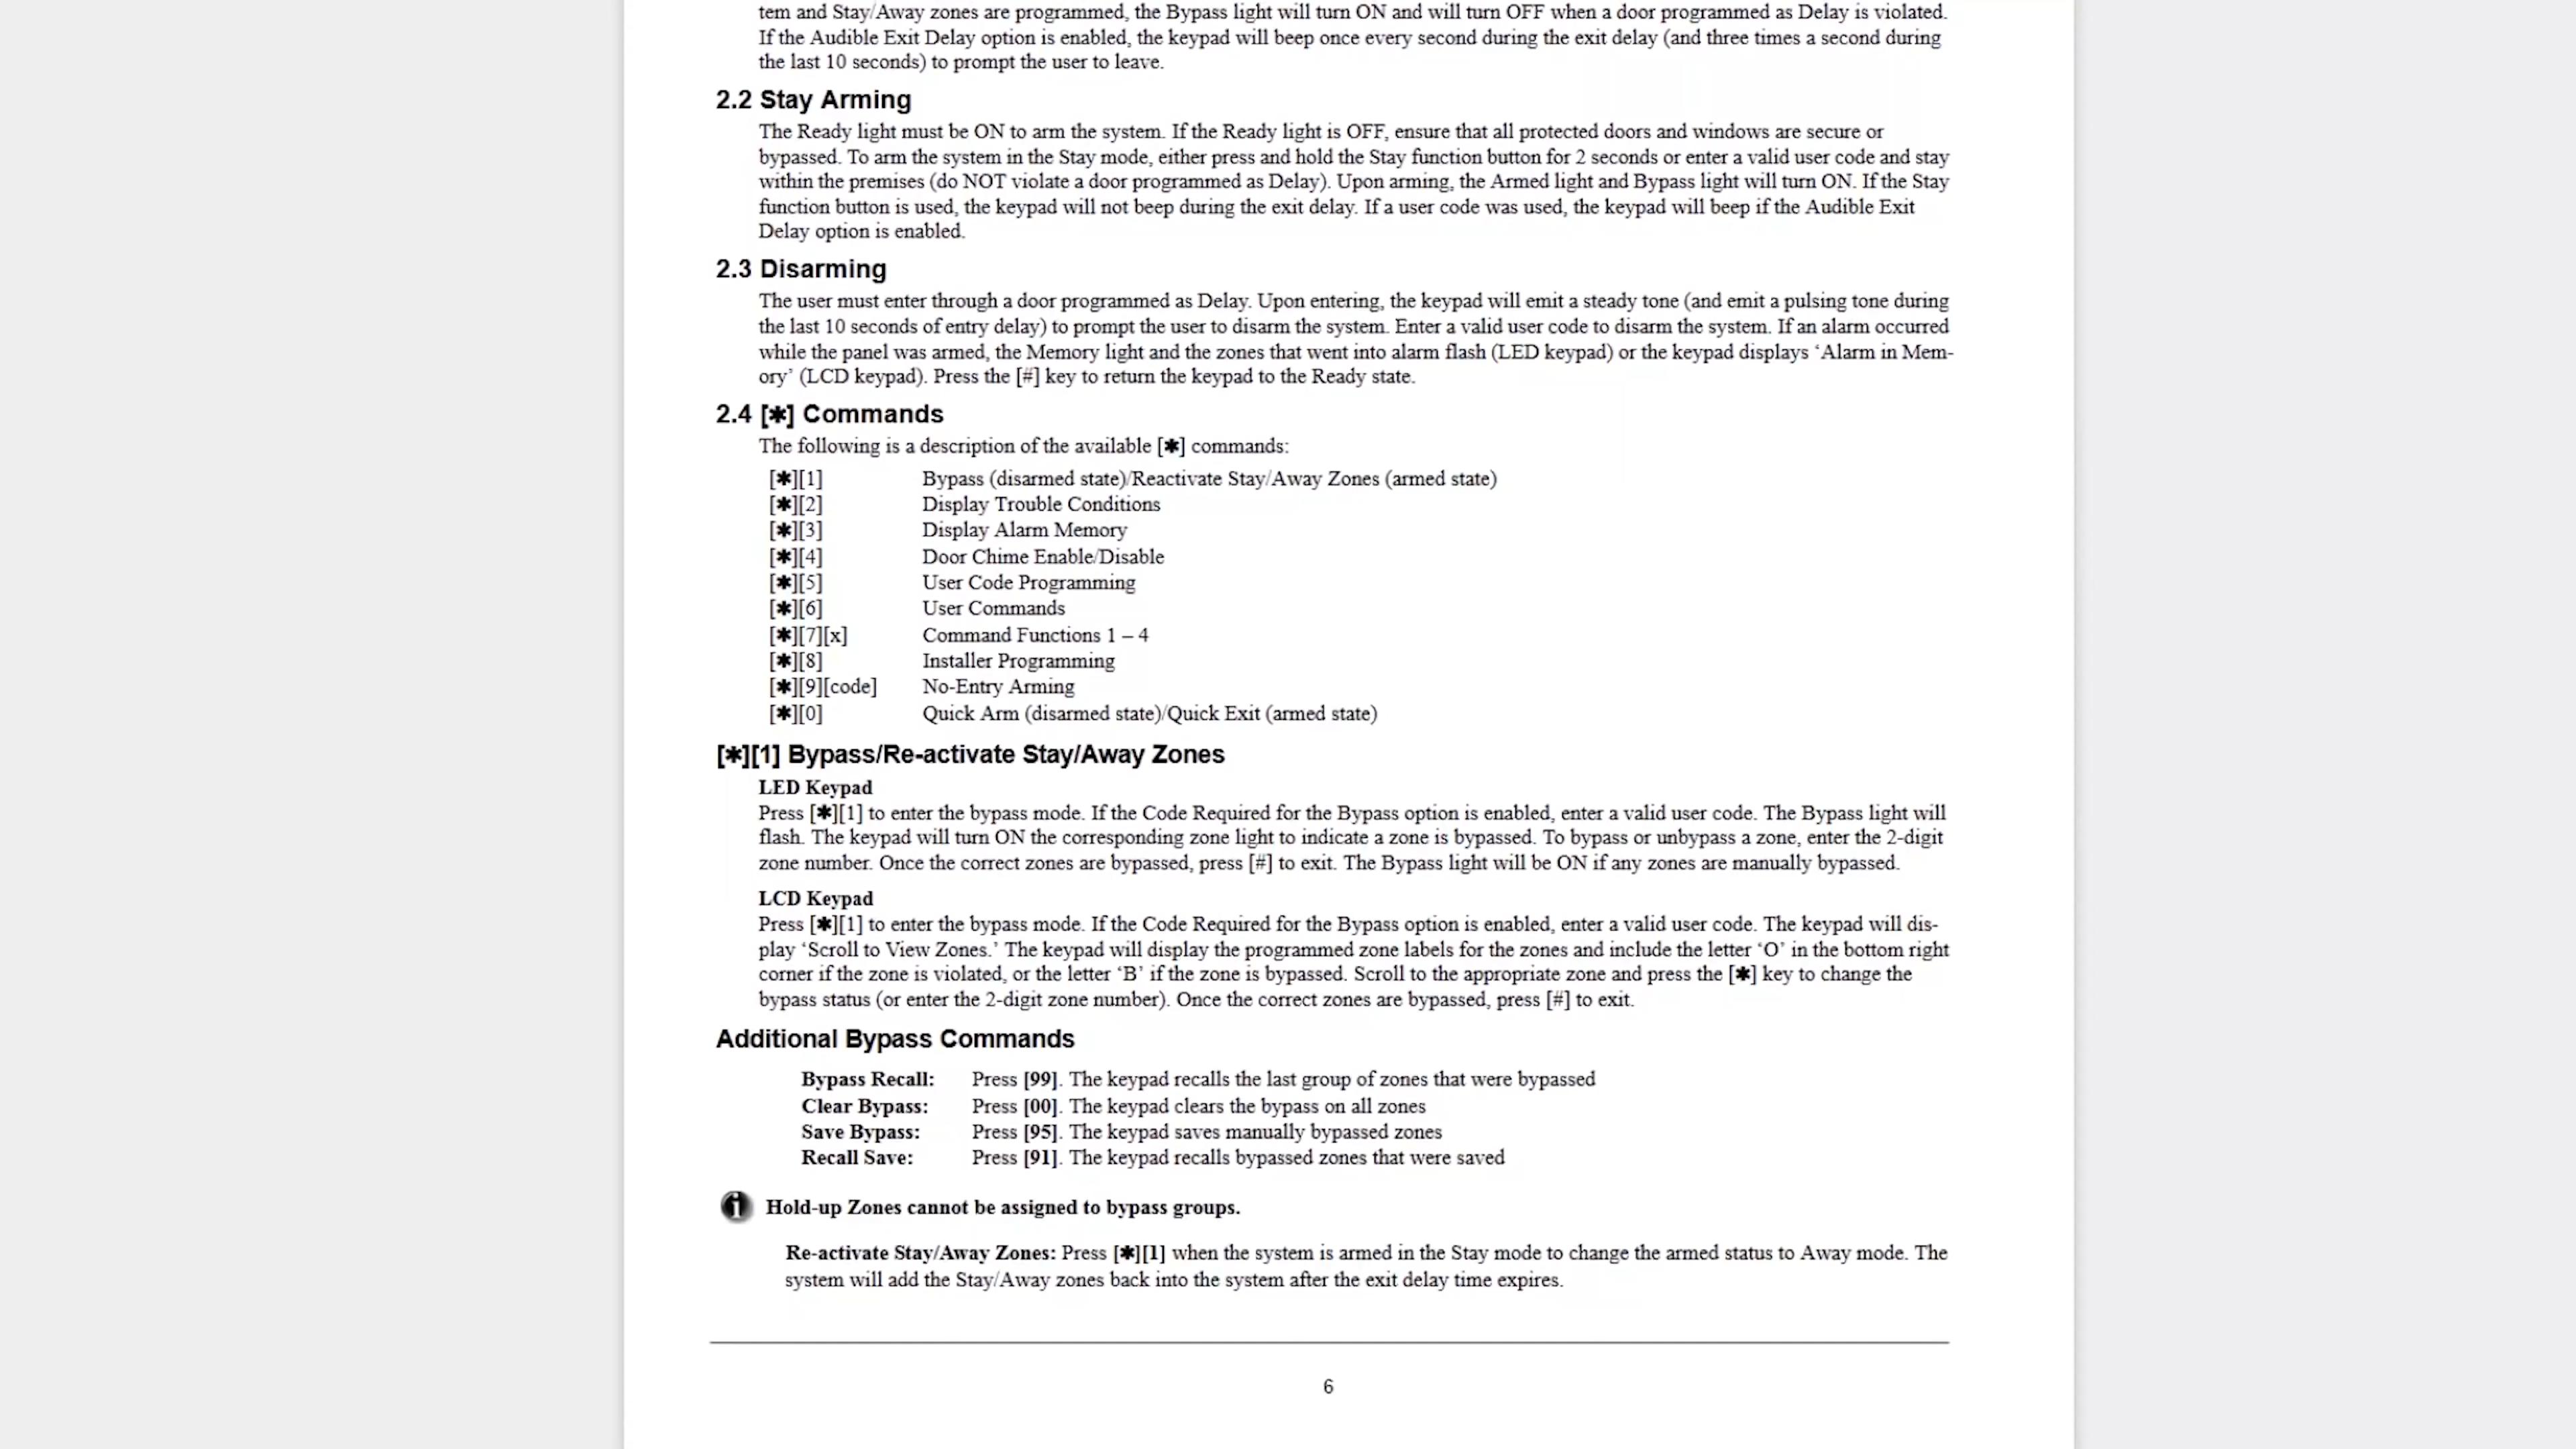 tem and Stay/Away zones are programmed, the Bypass light will turn ON and will turn OFF when a door programmed as Delay is violated.
If the Audible Exit Delay option is enabled, the keypad will beep once every second during the exit delay (and three times a second during
the last 10 seconds) to prompt the user to leave.
2.2 Stay Arming
The Ready light must be ON to arm the system. If the Ready light is OFF, ensure that all protected doors and windows are secure or
bypassed. To arm the system in the Stay mode, either press and hold the Stay function button for 2 seconds or enter a valid user code and stay
within the premises (do NOT violate a door programmed as Delay). Upon arming, the Armed light and Bypass light will turn ON. If the Stay
function button is used, the keypad will not beep during the exit delay. If a user code was used, the keypad will beep if the Audible Exit
Delay option is enabled.
2.3 Disarming
The user must enter through a door programmed as Delay. Upon entering, the keypad will emit a steady tone (and emit a pulsing tone during
the last 10 seconds of entry delay) to prompt the user to disarm the system. Enter a valid user code to disarm the system. If an alarm occurred
while the panel was armed, the Memory light and the zones that went into alarm flash (LED keypad) or the keypad displays ‘Alarm in Mem-
ory’ (LCD keypad). Press the [#] key to return the keypad to the Ready state.
2.4 [✱] Commands
The following is a description of the available [✱] commands:
[✱][1] Bypass (disarmed state)/Reactivate Stay/Away Zones (armed state)
[✱][2] Display Trouble Conditions
[✱][3] Display Alarm Memory
[✱][4] Door Chime Enable/Disable
[✱][5] User Code Programming
[✱][6] User Commands
[✱][7][x] Command Functions 1 – 4
[✱][8] Installer Programming
[✱][9][code] No-Entry Arming
[✱][0] Quick Arm (disarmed state)/Quick Exit (armed state)
[✱][1] Bypass/Re-activate Stay/Away Zones
LED Keypad
Press [✱][1] to enter the bypass mode. If the Code Required for the Bypass option is enabled, enter a valid user code. The Bypass light will
flash. The keypad will turn ON the corresponding zone light to indicate a zone is bypassed. To bypass or unbypass a zone, enter the 2-digit
zone number. Once the correct zones are bypassed, press [#] to exit. The Bypass light will be ON if any zones are manually bypassed.
LCD Keypad
Press [✱][1] to enter the bypass mode. If the Code Required for the Bypass option is enabled, enter a valid user code. The keypad will dis-
play ‘Scroll to View Zones.’ The keypad will display the programmed zone labels for the zones and include the letter ‘O’ in the bottom right
corner if the zone is violated, or the letter ‘B’ if the zone is bypassed. Scroll to the appropriate zone and press the [✱] key to change the
bypass status (or enter the 2-digit zone number). Once the correct zones are bypassed, press [#] to exit.
Additional Bypass Commands
Bypass Recall: Press [99]. The keypad recalls the last group of zones that were bypassed
Clear Bypass: Press [00]. The keypad clears the bypass on all zones
Save Bypass: Press [95]. The keypad saves manually bypassed zones
Recall Save: Press [91]. The keypad recalls bypassed zones that were saved
i Hold-up Zones cannot be assigned to bypass groups.
Re-activate Stay/Away Zones: Press [✱][1] when the system is armed in the Stay mode to change the armed status to Away mode. The
system will add the Stay/Away zones back into the system after the exit delay time expires.
6